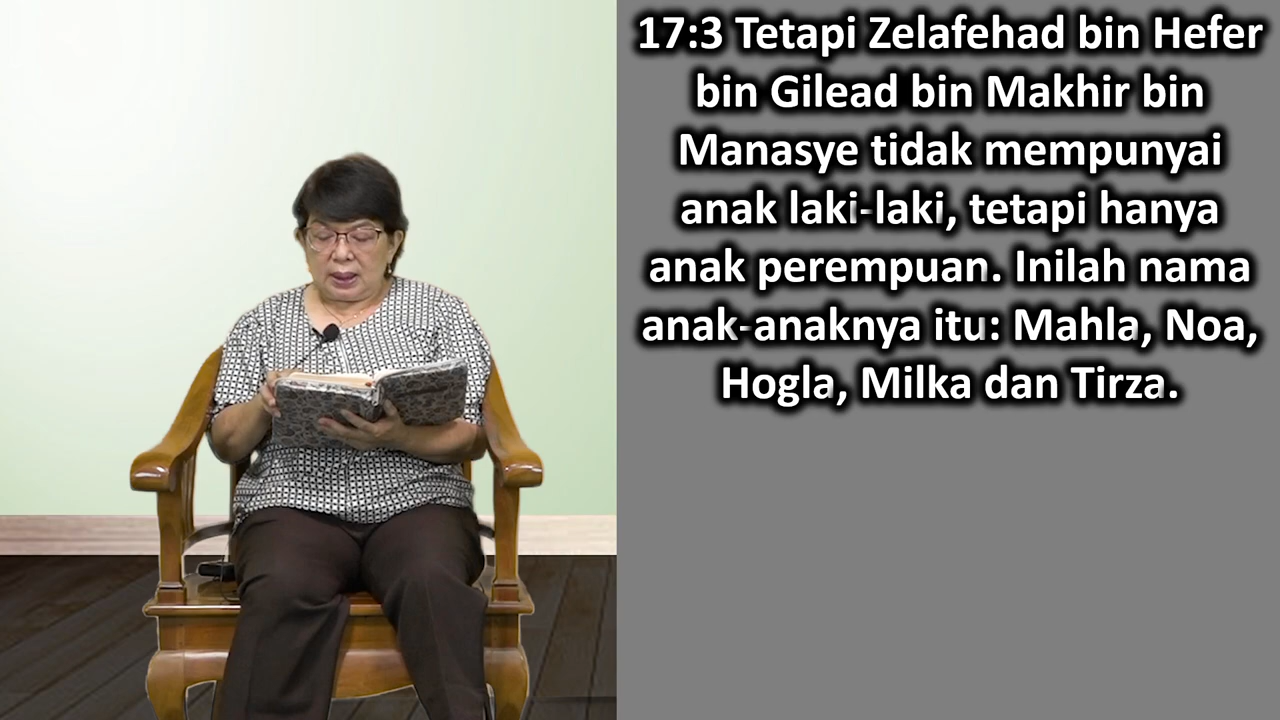 17:3 Tetapi Zelafehad bin Hefer
bin Gilead bin Makhir bin
Manasye tidak mempunyai
anak laki-laki, tetapi hanya
anak perempuan. Inilah nama
anak-anaknya itu: Mahla, Noa,
Hogla, Milka dan Tirza.